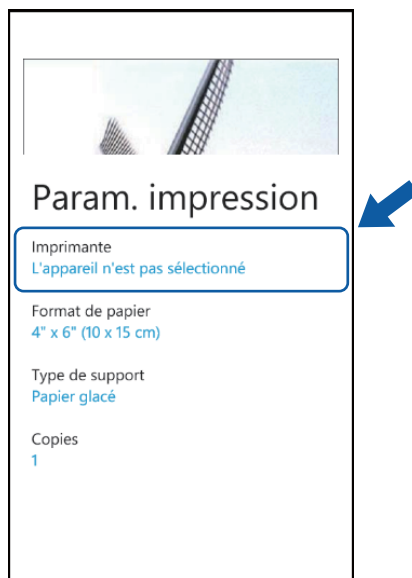 Param. impression
Imprimante
L'appareil n'est pas sélectionné
Format de papier
4" x 6" (10 x 15 cm)
Type de support
Papier glacé
Copies
1